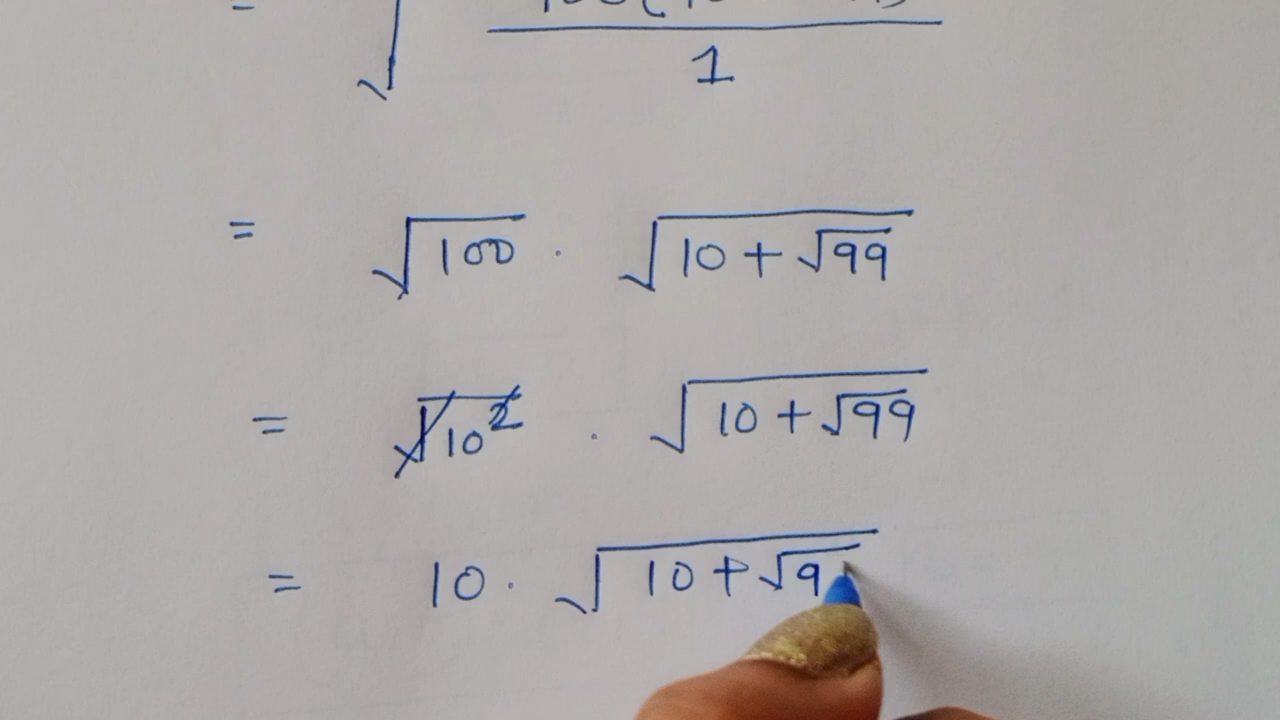 1
= √100 · √(10 + √99)
= √10² · √(10 + √99)
= 10 · √(10 + √9